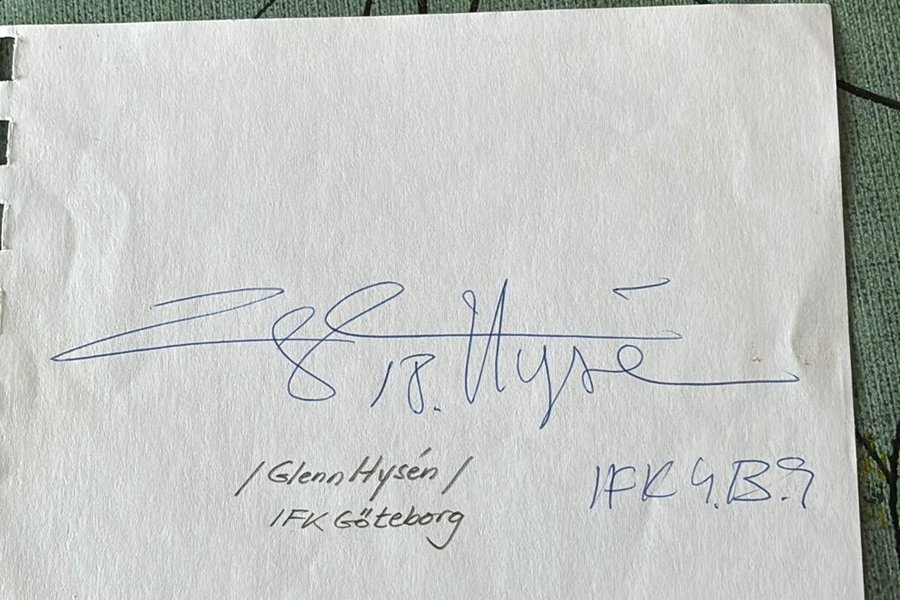 18. Hysé
/Glenn Hysén/
IFK Göteborg
IFK G.B.G